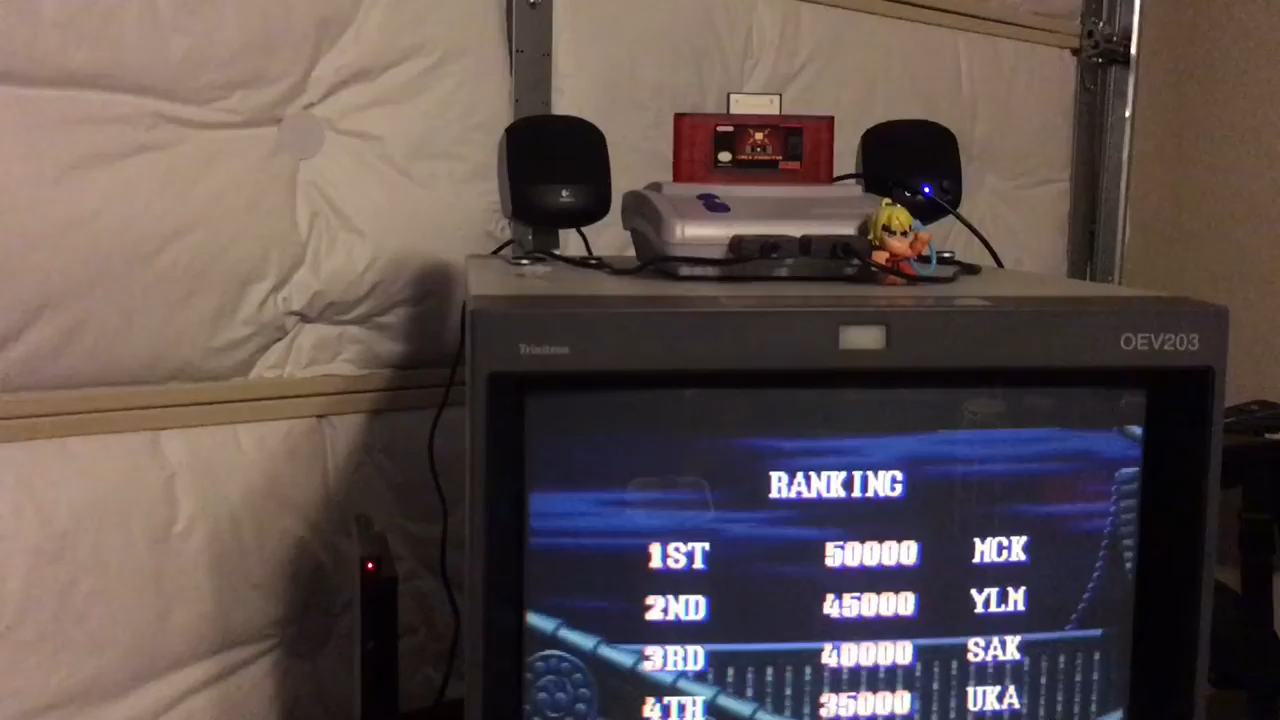 Trinitron
OEV203
RANKING
1ST 50000 MCK
2ND 45000 YLM
3RD 40000 SAK
4TH 35000 UKA